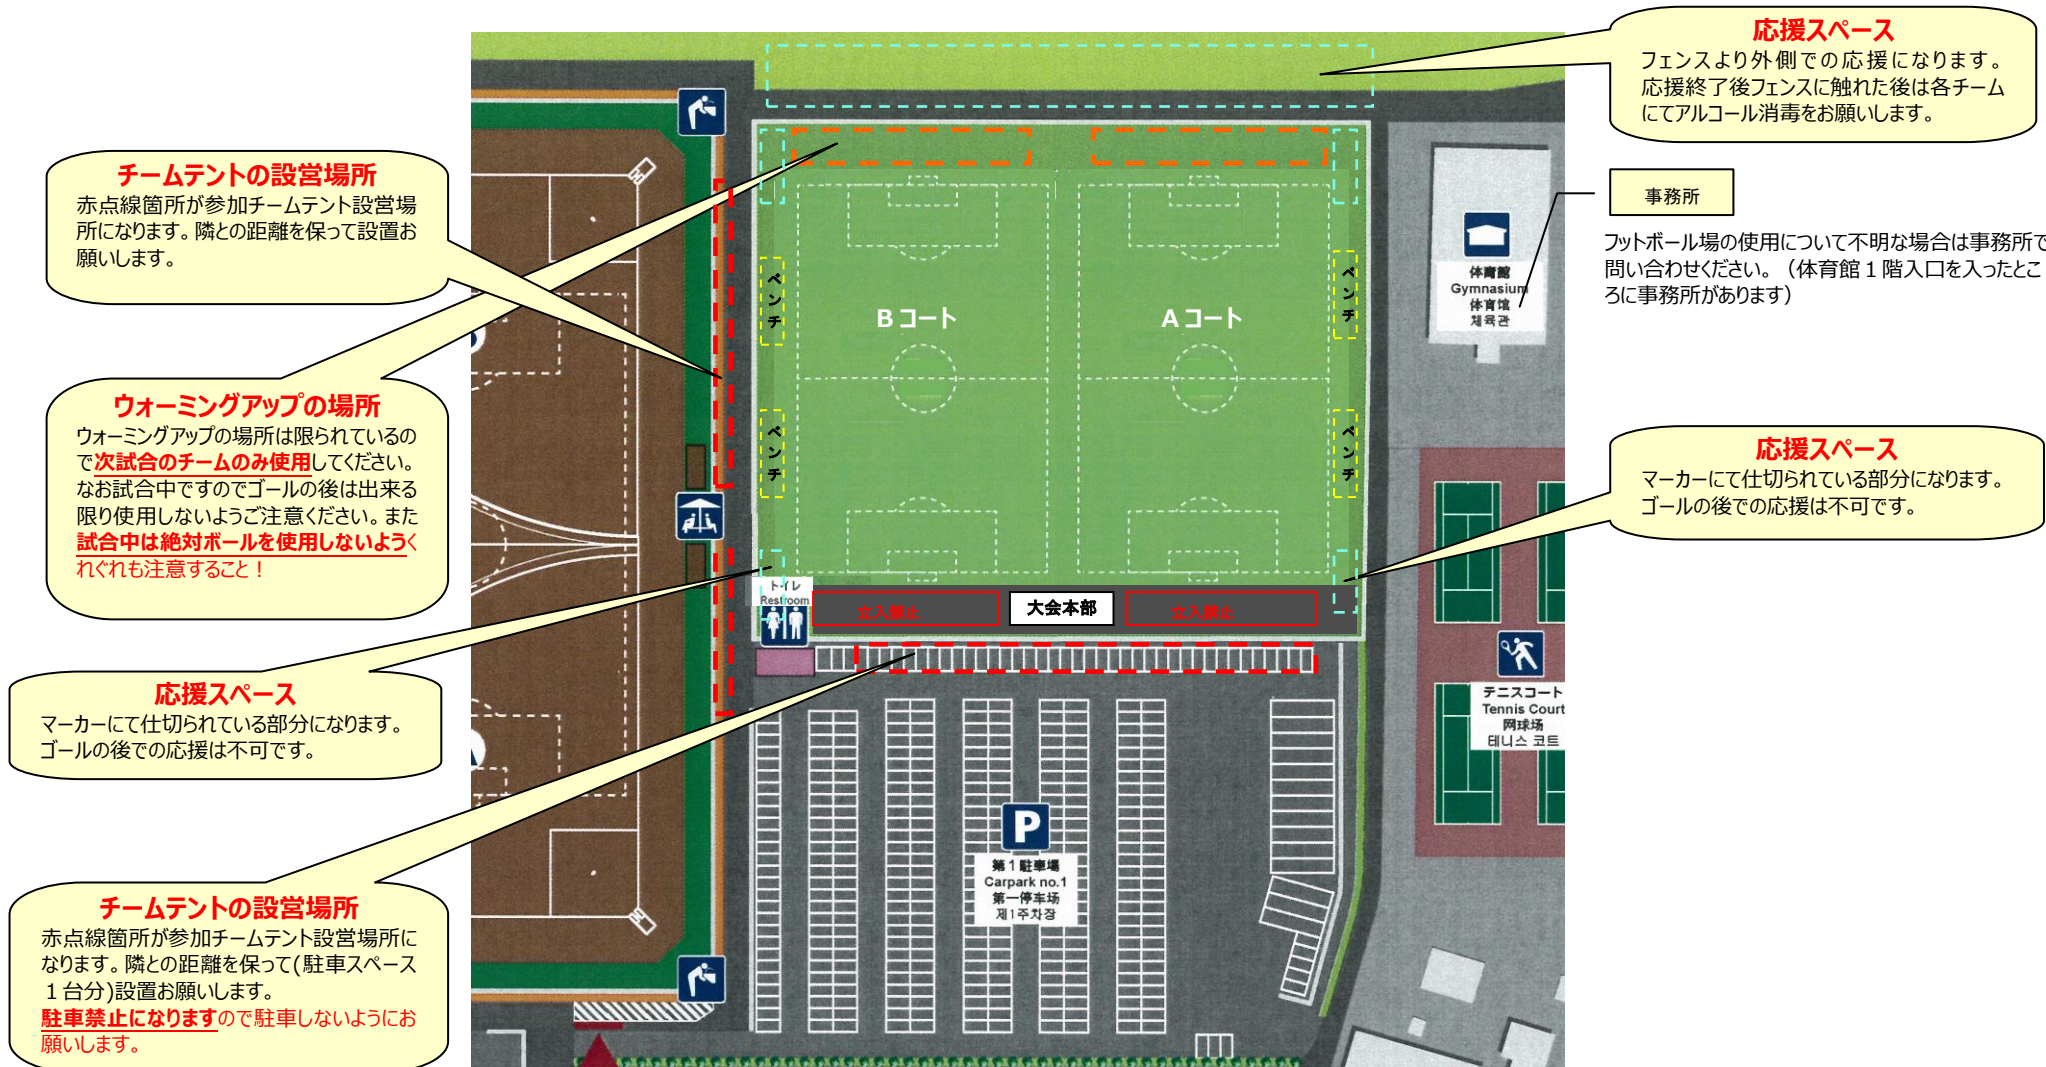 応援スペース
フェンスより外側での応援になります。
応援終了後フェンスに触れた後は各チーム
にてアルコール消毒をお願いします。
チームテントの設営場所
赤点線箇所が参加チームテント設営場
所になります。隣との距離を保って設置お
願いします。
事務所
フットボール場の使用について不明な場合は事務所で
問い合わせください。（体育館１階入口を入ったとこ
ろに事務所があります）
体育館
Gymnasium
体育馆
체육관
ベンチ
ベンチ
Bコート
Aコート
ウォーミングアップの場所
ウォーミングアップの場所は限られているの
で次試合のチームのみ使用してください。
なお試合中ですのでゴールの後は出来る
限り使用しないようご注意ください。また
試合中は絶対ボールを使用しないようく
れぐれも注意すること！
ベンチ
ベンチ
応援スペース
マーカーにて仕切られている部分になります。
ゴールの後での応援は不可です。
トイレ
Restroom
立入禁止
大会本部
立入禁止
応援スペース
マーカーにて仕切られている部分になります。
ゴールの後での応援は不可です。
テニスコート
Tennis Court
网球场
테니스 코트
P
第１駐車場
Carpark no.1
第一停车场
제1주차장
チームテントの設営場所
赤点線箇所が参加チームテント設営場所に
なります。隣との距離を保って(駐車スペース
１台分)設置お願いします。
駐車禁止になりますので駐車しないようにお
願いします。